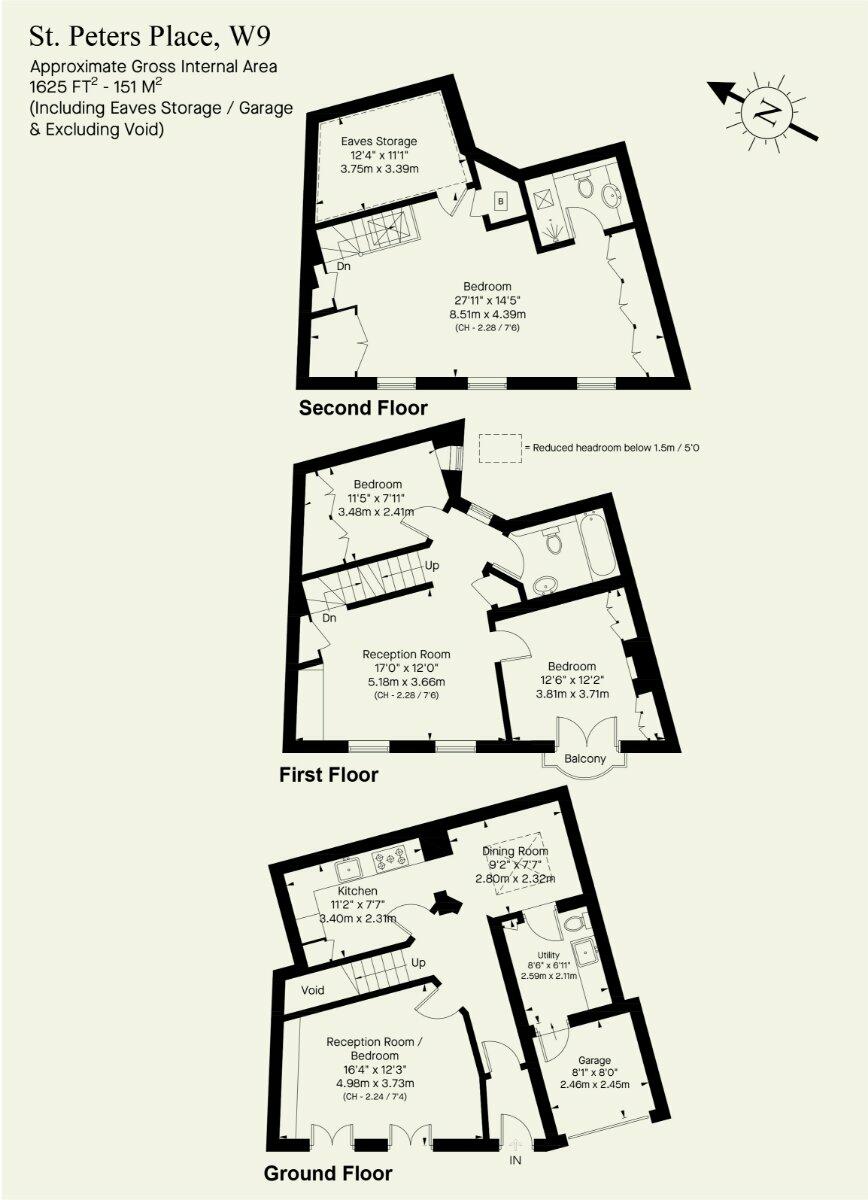 St. Peters Place, W9
Approximate Gross Internal Area
1625 FT² - 151 M²
(Including Eaves Storage / Garage
& Excluding Void)
N
Eaves Storage
12'4" x 11'1"
3.75m x 3.39m
B
Dn
Bedroom
27'11" x 14'5"
8.51m x 4.39m
(CH - 2.28 / 7'6)
Second Floor
= Reduced headroom below 1.5m / 5'0
Bedroom
11'5" x 7'11"
3.48m x 2.41m
Up
Dn
Reception Room
17'0" x 12'0"
5.18m x 3.66m
(CH - 2.28 / 7'6)
Bedroom
12'6" x 12'2"
3.81m x 3.71m
Balcony
First Floor
Dining Room
9'2" x 7'7"
2.80m x 2.32m
Kitchen
11'2" x 7'7"
3.40m x 2.31m
Utility
8'6" x 6'11"
2.59m x 2.11m
Up
Void
Reception Room /
Bedroom
16'4" x 12'3"
4.98m x 3.73m
(CH - 2.24 / 7'4)
Garage
8'1" x 8'0"
2.46m x 2.45m
IN
Ground Floor